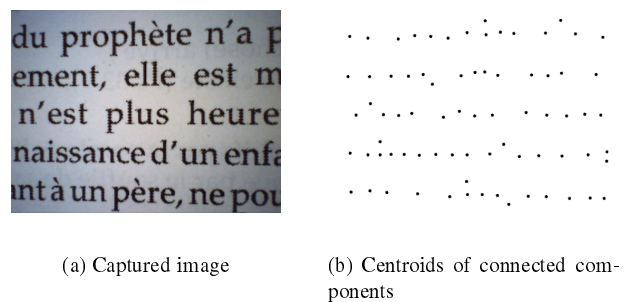 du prophète n'a p
ement, elle est m
n'est plus heure
naissance d'un enfa
ant à un père, ne pou
(a) Captured image
(b) Centroids of connected com-
ponents